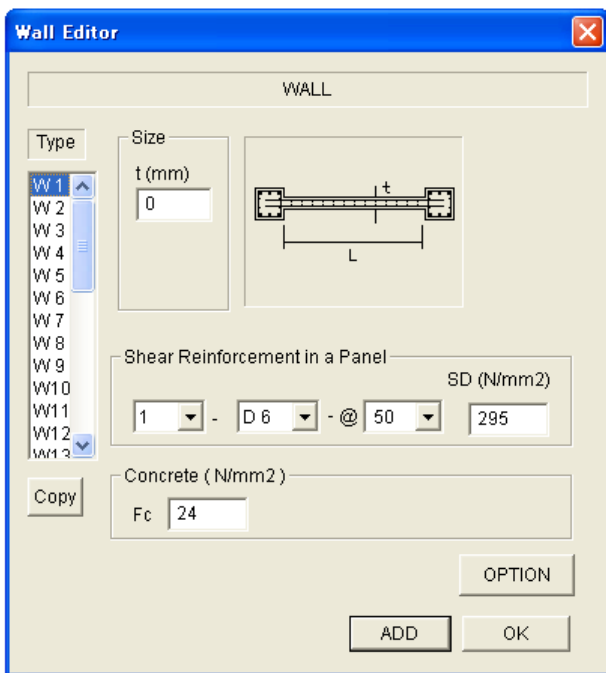 Wall Editor
WALL
Type
Size
t (mm)
0
t
L
W 1
W 2
W 3
W 4
W 5
W 6
W 7
W 8
W 9
W10
W11
W12
W13
Shear Reinforcement in a Panel
SD (N/mm2)
1 - D 6 - @ 50 295
Copy
Concrete ( N/mm2 )
Fc 24
OPTION
ADD OK